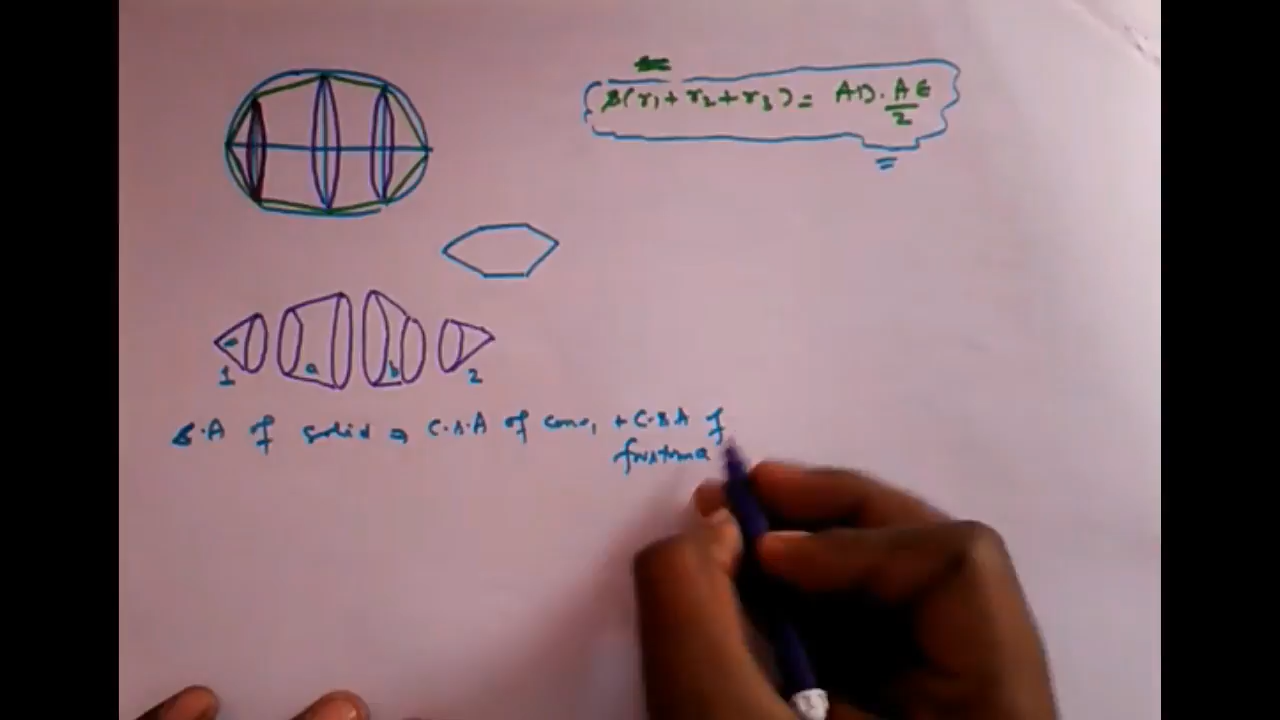 s(r₁ + r₂ + r₃) = AD . AE/2
1 a b 2
S.A of solid = C.S.A of cone₁ + C.S.A of
frustum a